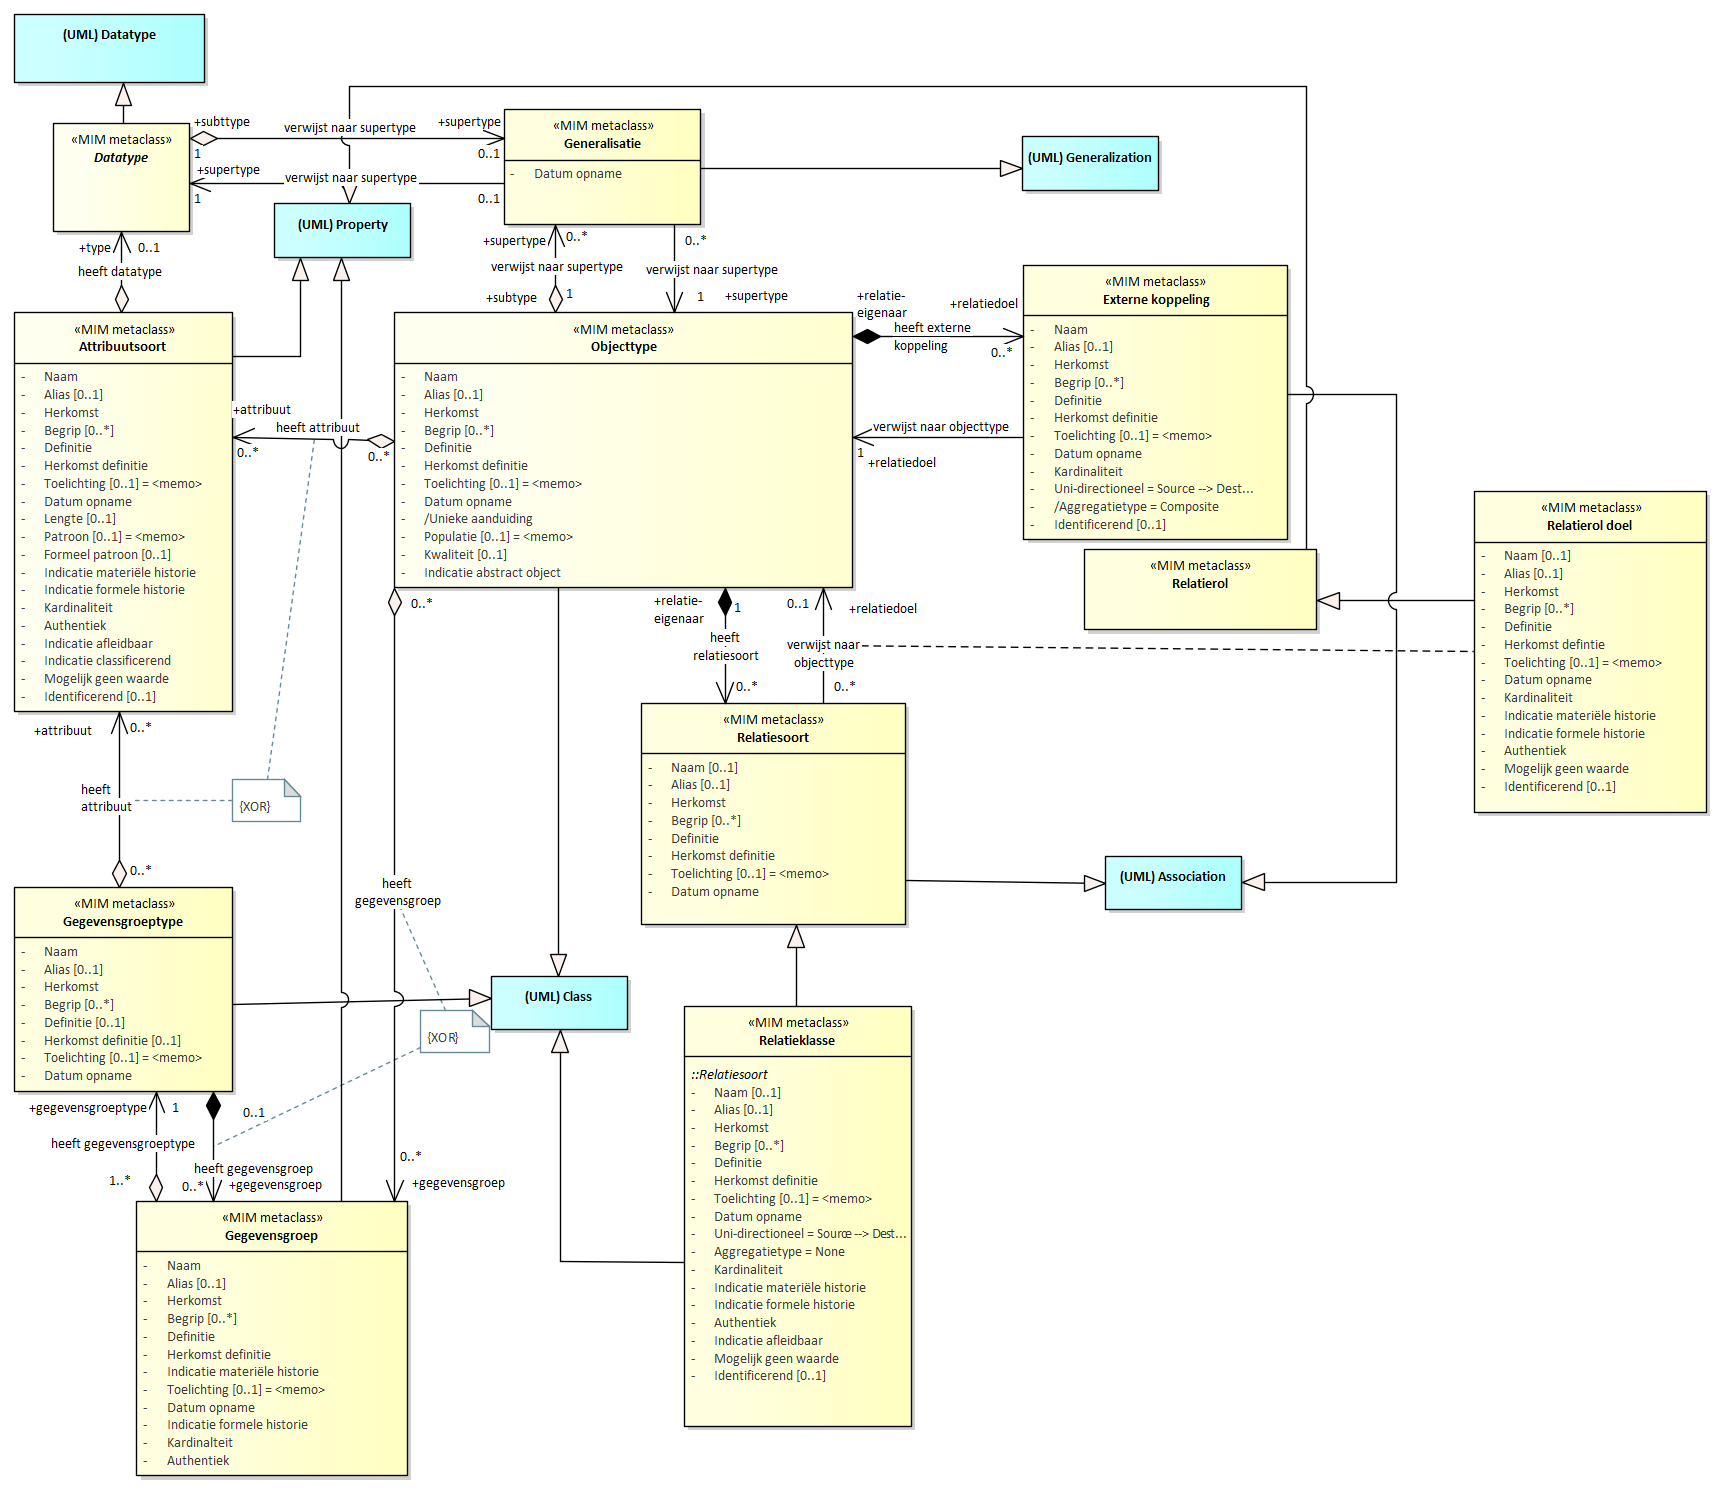 (UML) Datatype
«MIM metaclass»
Datatype
+subttype
1
verwijst naar supertype
+supertype
0..1
+supertype
1
verwijst naar supertype
0..1
«MIM metaclass»
Generalisatie
- Datum opname
(UML) Generalization
(UML) Property
+type
0..1
heeft datatype
+supertype
0..*
verwijst naar supertype
+subtype
1
0..*
verwijst naar supertype
1
+supertype
«MIM metaclass»
Attribuutsoort
- Naam
- Alias [0..1]
- Herkomst
- Begrip [0..*]
- Definitie
- Herkomst definitie
- Toelichting [0..1] = <memo>
- Datum opname
- Lengte [0..1]
- Patroon [0..1] = <memo>
- Formeel patroon [0..1]
- Indicatie materiële historie
- Indicatie formele historie
- Kardinaliteit
- Authentiek
- Indicatie afleidbaar
- Indicatie classificerend
- Mogelijk geen waarde
- Identificerend [0..1]
+attribuut
heeft attribuut
0..*
0..*
«MIM metaclass»
Objecttype
- Naam
- Alias [0..1]
- Herkomst
- Begrip [0..*]
- Definitie
- Herkomst definitie
- Toelichting [0..1] = <memo>
- Datum opname
- /Unieke aanduiding
- Populatie [0..1] = <memo>
- Kwaliteit [0..1]
- Indicatie abstract object
+relatie-
eigenaar
+relatiedoel
heeft externe
koppeling
0..*
verwijst naar objecttype
1
+relatiedoel
«MIM metaclass»
Externe koppeling
- Naam
- Alias [0..1]
- Herkomst
- Begrip [0..*]
- Definitie
- Herkomst definitie
- Toelichting [0..1] = <memo>
- Datum opname
- Kardinaliteit
- Uni-directioneel = Source --> Dest...
- /Aggregatietype = Composite
- Identificerend [0..1]
«MIM metaclass»
Relatierol
«MIM metaclass»
Relatierol doel
- Naam [0..1]
- Alias [0..1]
- Herkomst
- Begrip [0..*]
- Definitie
- Herkomst defintie
- Toelichting [0..1] = <memo>
- Datum opname
- Kardinaliteit
- Indicatie materiële historie
- Indicatie formele historie
- Authentiek
- Mogelijk geen waarde
- Identificerend [0..1]
0..*
+relatie-
eigenaar
1
heeft
relatiesoort
0..*
0..1
+relatiedoel
verwijst naar
objecttype
0..*
«MIM metaclass»
Relatiesoort
- Naam [0..1]
- Alias [0..1]
- Herkomst
- Begrip [0..*]
- Definitie
- Herkomst definitie
- Toelichting [0..1] = <memo>
- Datum opname
+attribuut
0..*
heeft
attribuut
{XOR}
0..*
(UML) Association
«MIM metaclass»
Gegevensgroeptype
- Naam
- Alias [0..1]
- Herkomst
- Begrip [0..*]
- Definitie [0..1]
- Herkomst definitie [0..1]
- Toelichting [0..1] = <memo>
- Datum opname
heeft
gegevensgroep
(UML) Class
{XOR}
+gegevensgroeptype
1
0..1
heeft gegevensgroeptype
1..*
heeft gegevensgroep
0..*
+gegevensgroep
0..*
+gegevensgroep
«MIM metaclass»
Gegevensgroep
- Naam
- Alias [0..1]
- Herkomst
- Begrip [0..*]
- Definitie
- Herkomst definitie
- Indicatie materiële historie
- Toelichting [0..1] = <memo>
- Datum opname
- Indicatie formele historie
- Kardinalteit
- Authentiek
«MIM metaclass»
Relatieklasse
::Relatiesoort
- Naam [0..1]
- Alias [0..1]
- Herkomst
- Begrip [0..*]
- Definitie
- Herkomst definitie
- Toelichting [0..1] = <memo>
- Datum opname
- Uni-directioneel = Source --> Dest...
- Aggregatietype = None
- Kardinaliteit
- Indicatie materiële historie
- Indicatie formele historie
- Authentiek
- Indicatie afleidbaar
- Mogelijk geen waarde
- Identificerend [0..1]